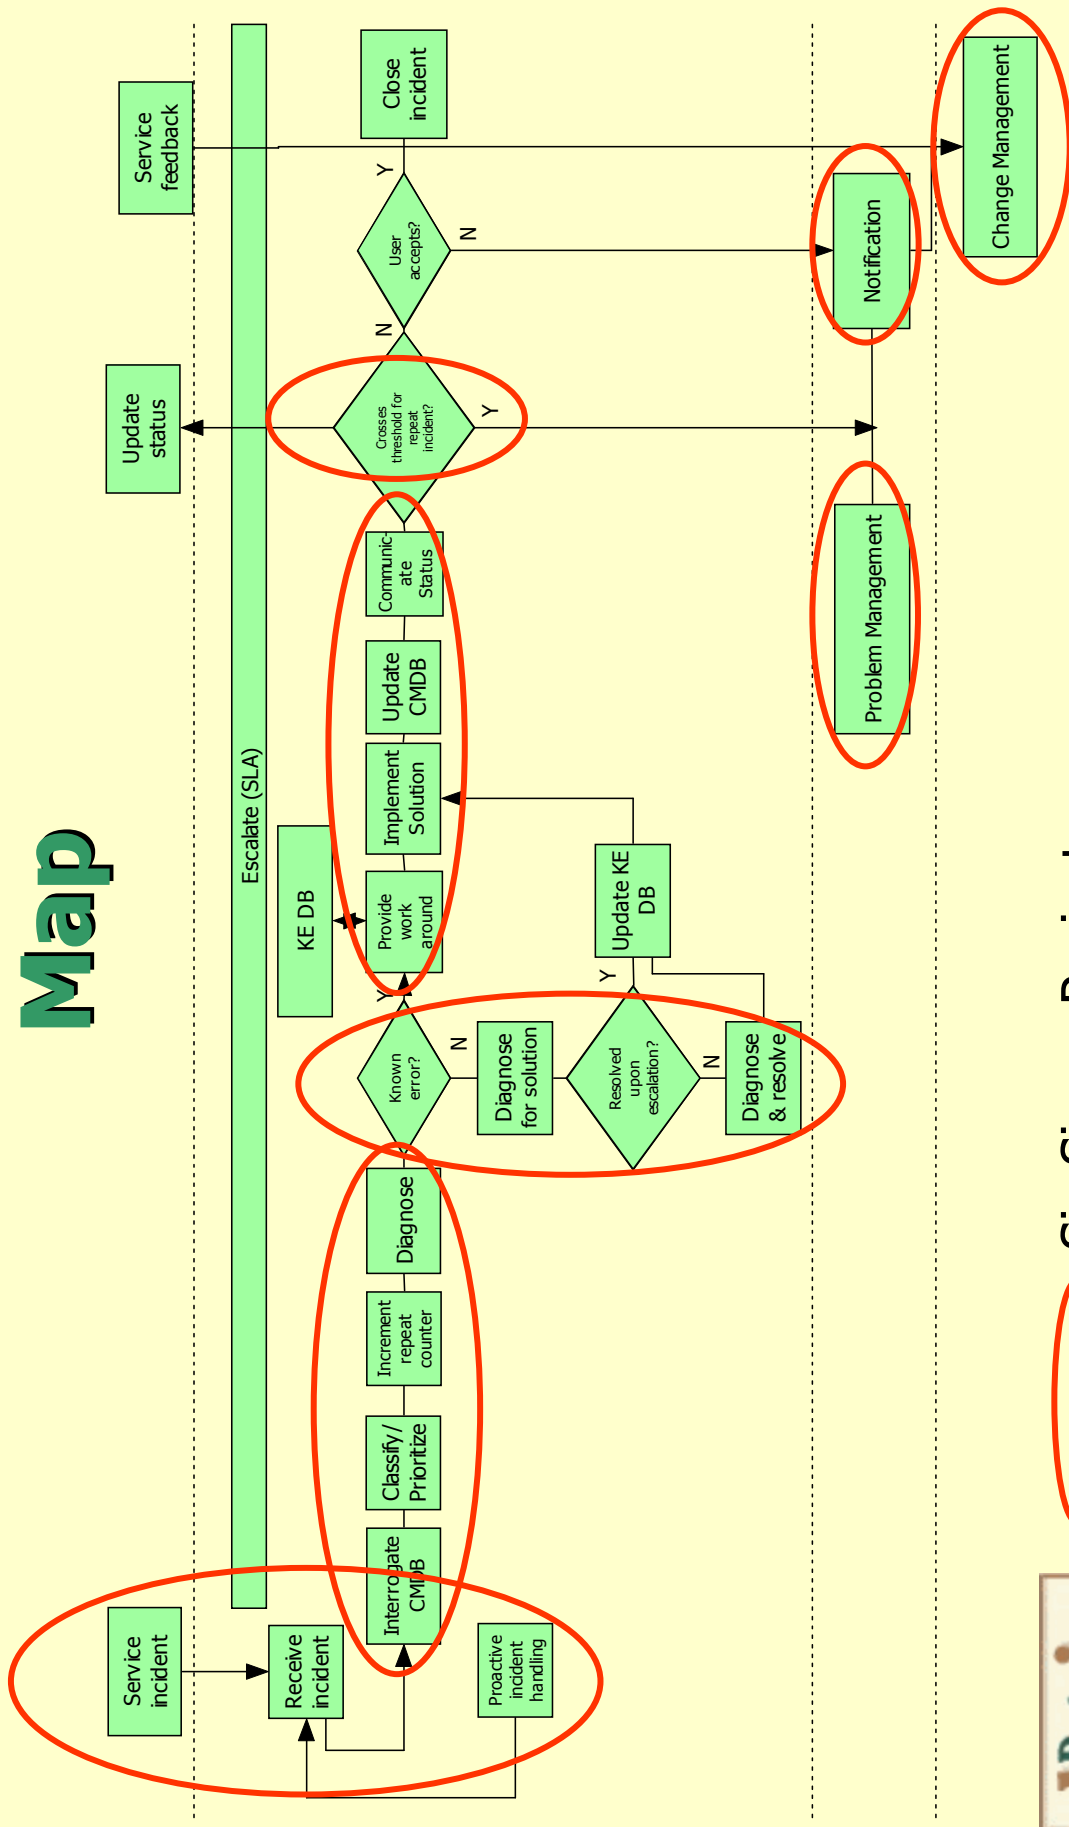 Map
Service
incident
Update
status
Service
feedback
Escalate (SLA)
Receive
incident
KE DB
Interrogate
CMDB
Classify/
Prioritize
Increment
repeat
counter
Diagnose
Known
error?
Y
N
Provide
work
around
Implement
Solution
Update
CMDB
Communic-
ate
Status
Crosses
threshold for
repeat
incident?
N
Y
User
accepts?
Y
N
Close
incident
Proactive
incident
handling
Diagnose
for solution
Resolved
upon
escalation?
Y
N
Update KE
DB
Diagnose
& resolve
Problem Management
Notification
Change Management